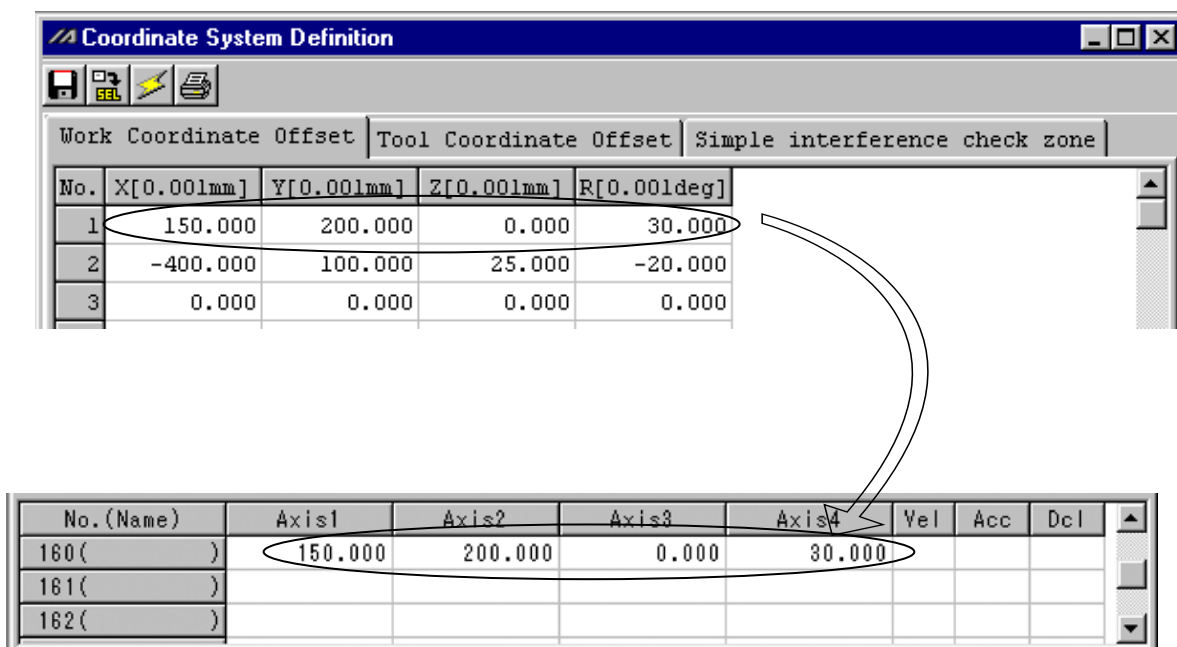 Coordinate System Definition
SEL
Work Coordinate Offset Tool Coordinate Offset Simple interference check zone
No. X[0.001mm] Y[0.001mm] Z[0.001mm] R[0.001deg]
1 150.000 200.000 0.000 30.000
2 -400.000 100.000 25.000 -20.000
3 0.000 0.000 0.000 0.000
No.(Name) Axis1 Axis2 Axis3 Axis4 Vel Acc Dcl
160( ) 150.000 200.000 0.000 30.000
161( )
162( )